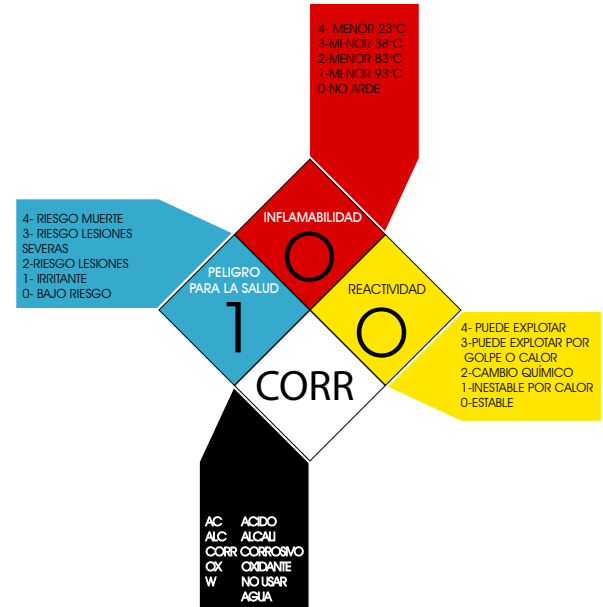 4- MENOR 23°C
3-MENOR 38°C
2-MENOR 83°C
1-MENOR 93°C
0-NO ARDE
INFLAMABILIDAD
0
4- RIESGO MUERTE
3- RIESGO LESIONES
SEVERAS
2-RIESGO LESIONES
1- IRRITANTE
0- BAJO RIESGO
PELIGRO
PARA LA SALUD
1
REACTIVIDAD
0
4- PUEDE EXPLOTAR
3-PUEDE EXPLOTAR POR
GOLPE O CALOR
2-CAMBIO QUÍMICO
1-INESTABLE POR CALOR
0-ESTABLE
CORR
AC ACIDO
ALC ALCALI
CORR CORROSIVO
OX OXIDANTE
W NO USAR
AGUA